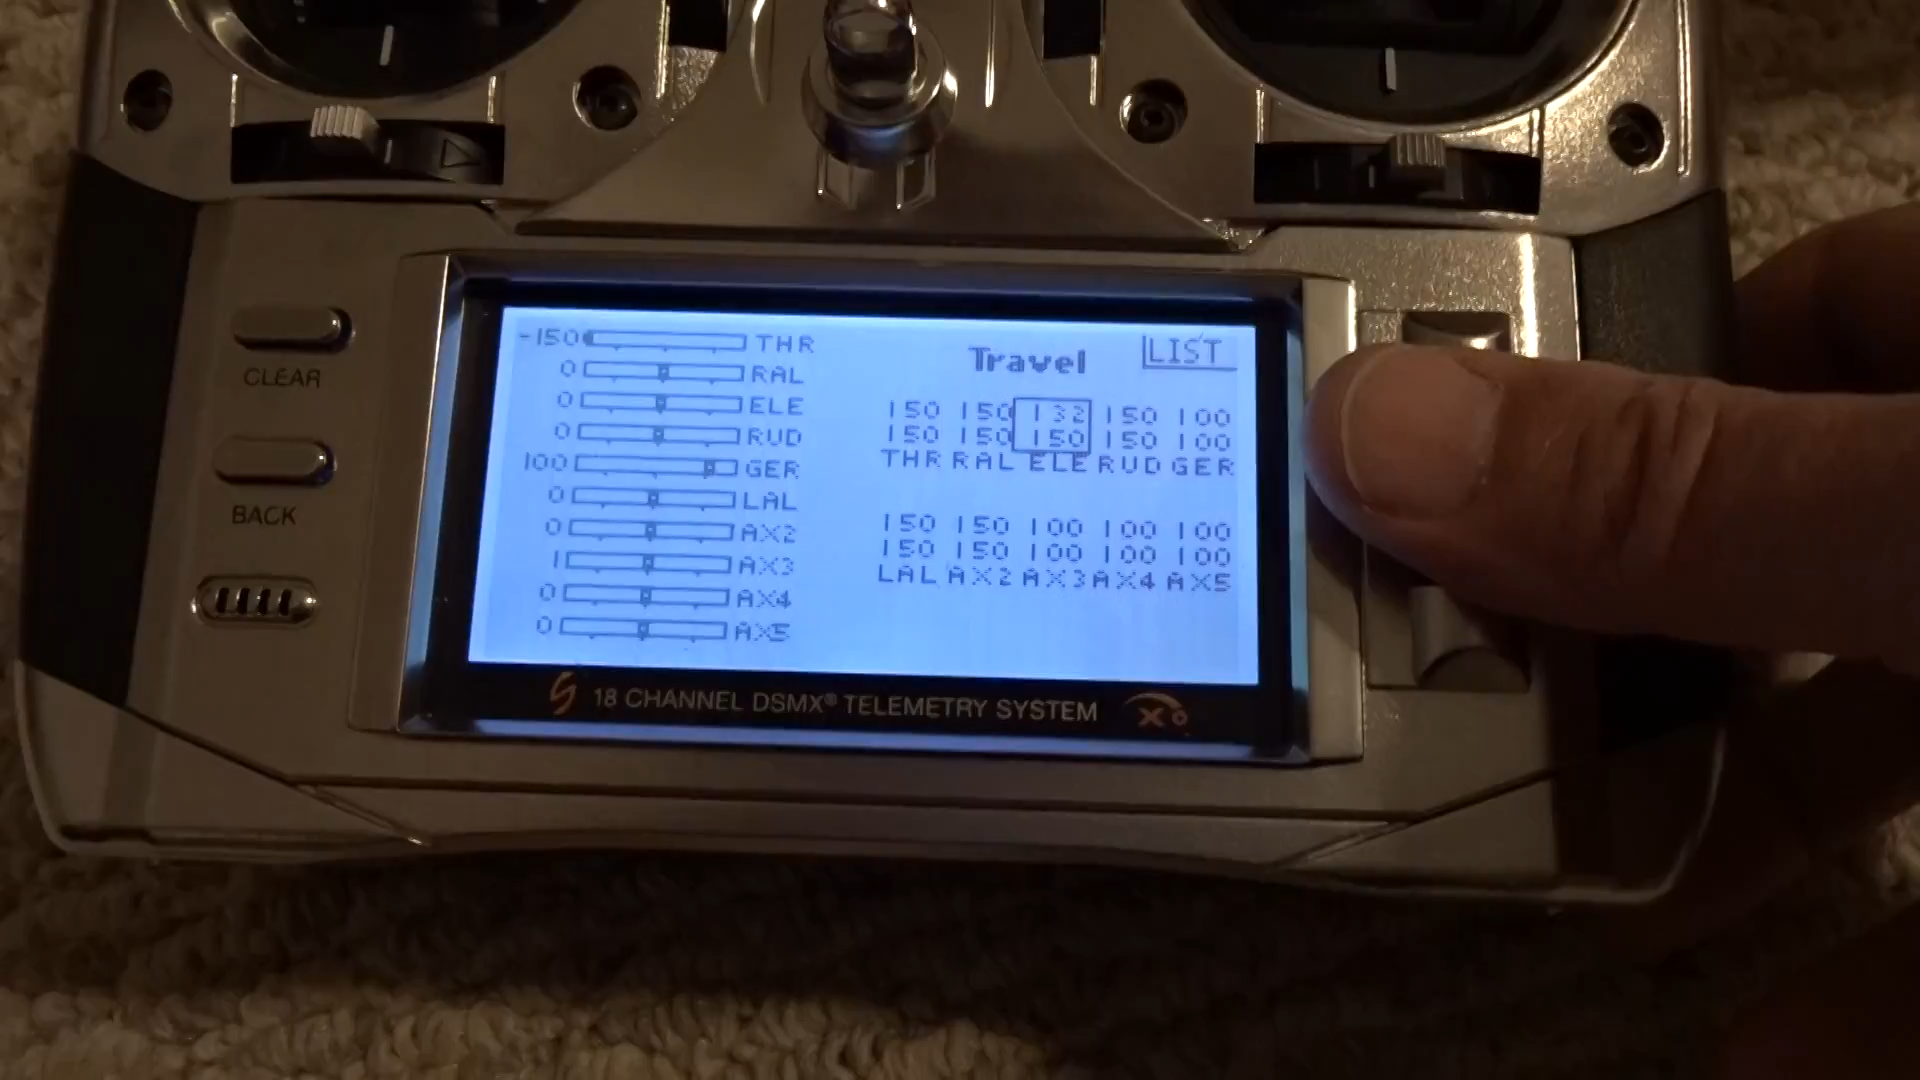 CLEAR
BACK
-150 THR
0 RAL
0 ELE
0 RUD
100 GER
0 LAL
0 AX2
1 AX3
0 AX4
0 AX5
Travel
LIST
150 150 132 150 100
150 150 150 150 100
THR RAL ELE RUD GER
150 150 100 100 100
150 150 100 100 100
LAL AX2 AX3 AX4 AX5
18 CHANNEL DSMX® TELEMETRY SYSTEM